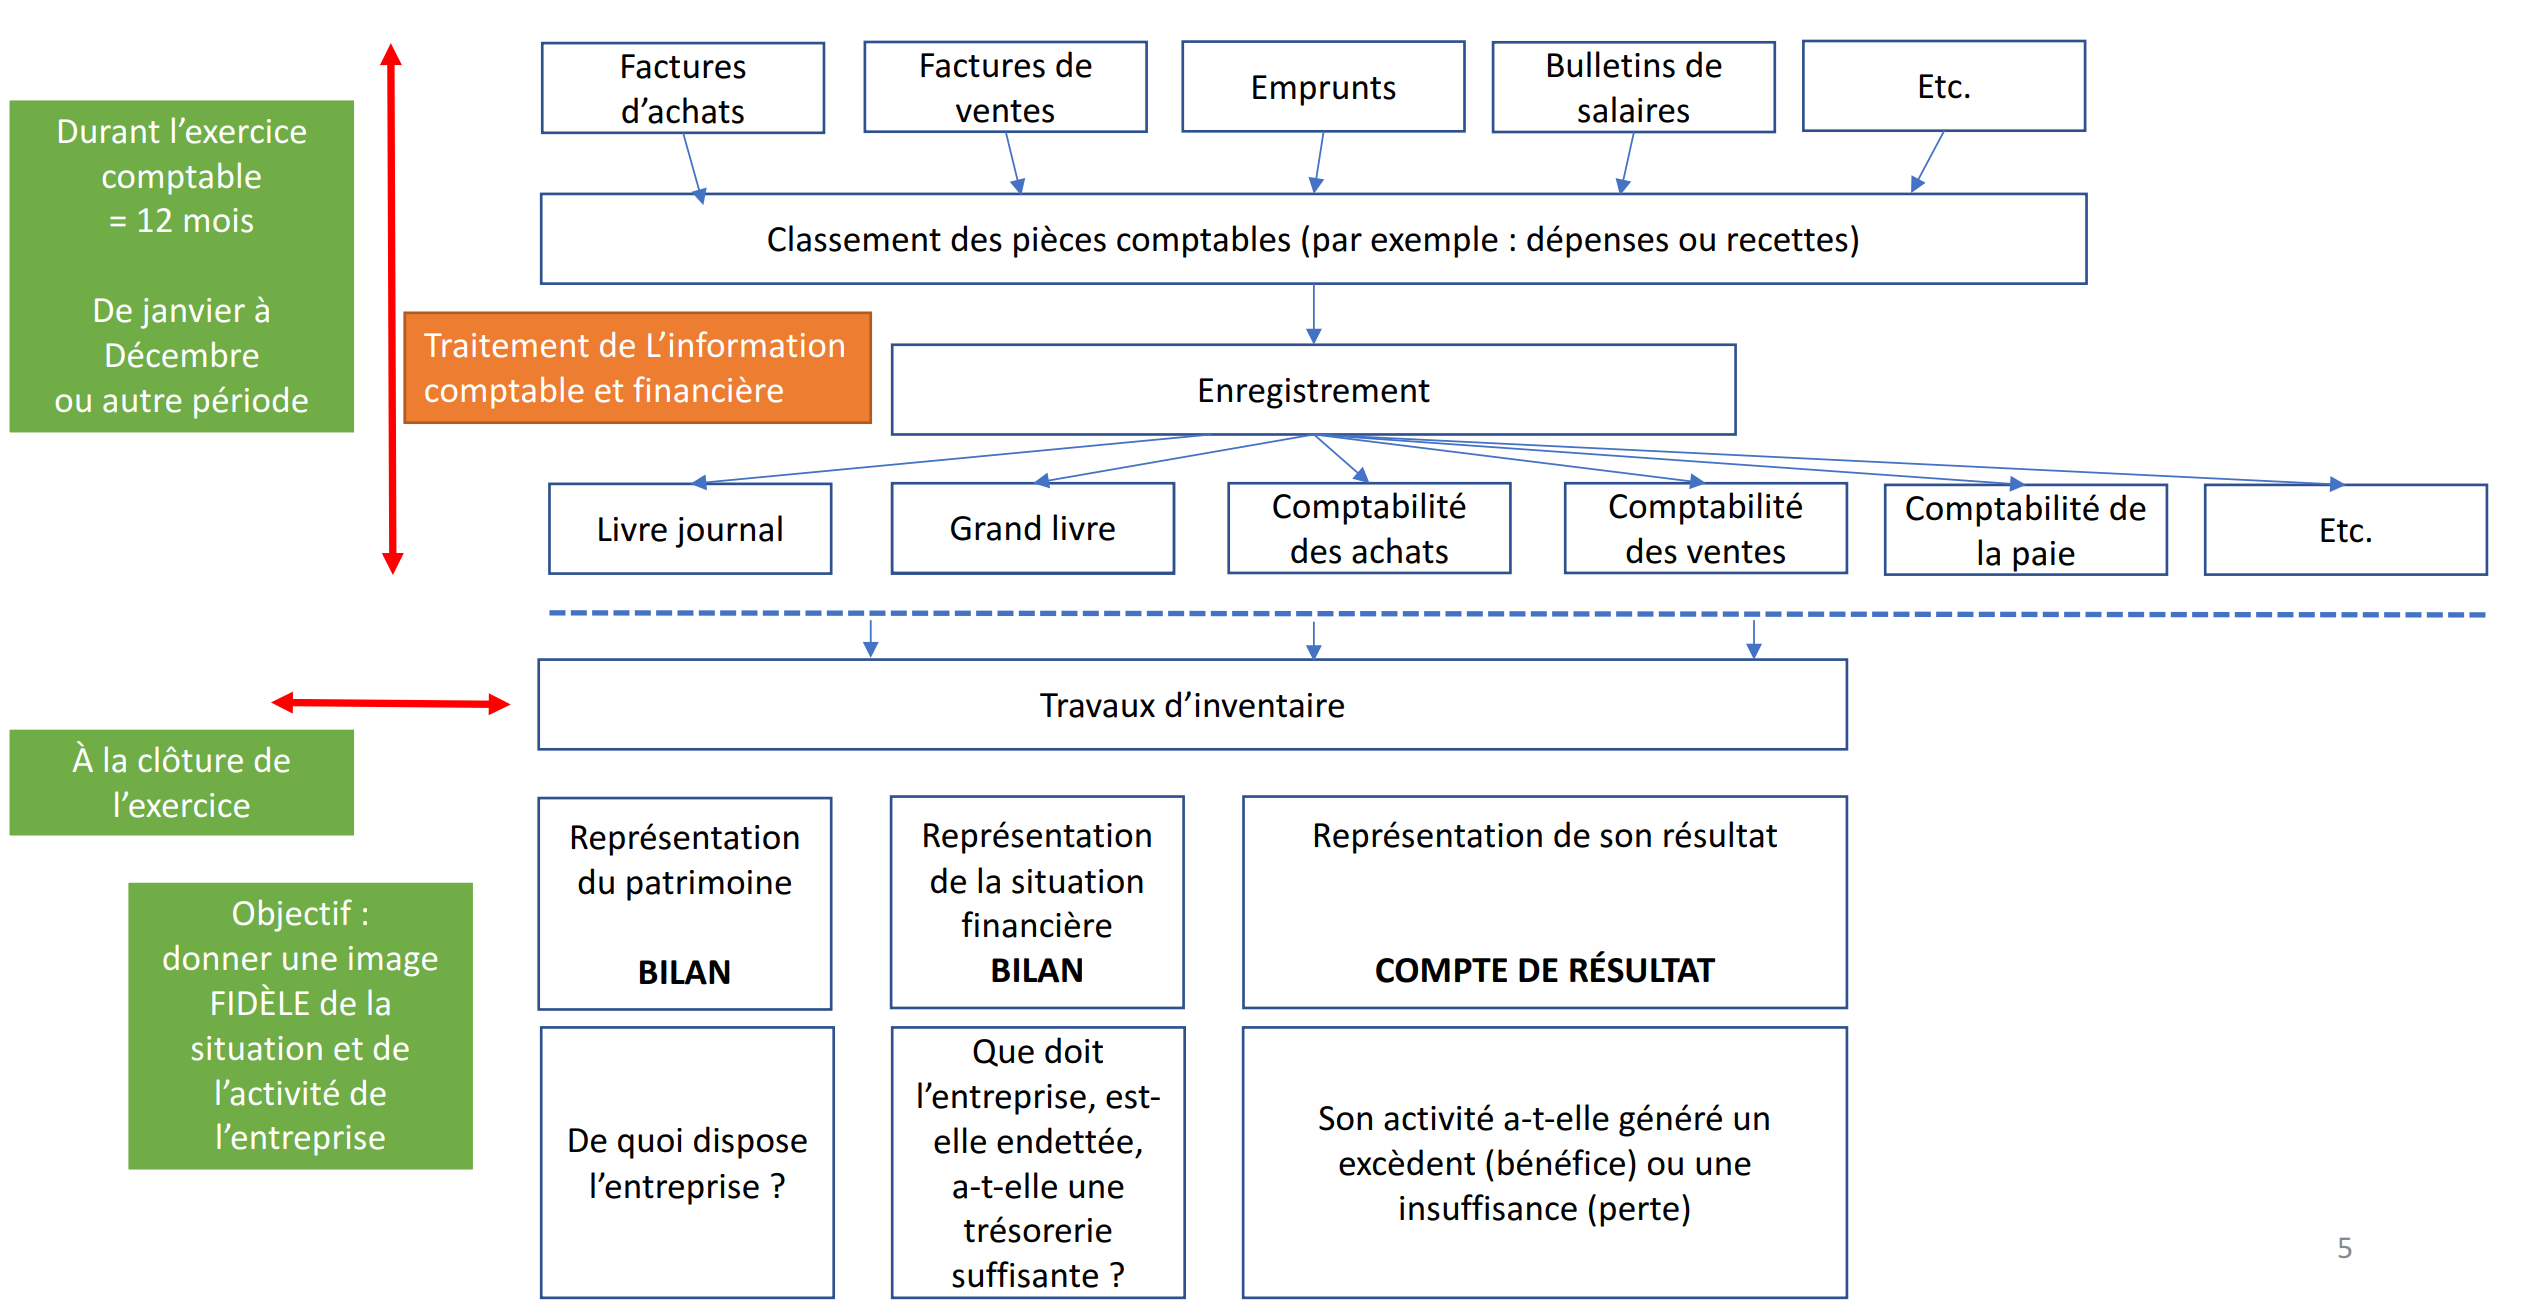 Factures
d’achats
Factures de
ventes
Emprunts
Bulletins de
salaires
Etc.
Durant l’exercice
comptable
= 12 mois
De janvier à
Décembre
ou autre période
Classement des pièces comptables (par exemple : dépenses ou recettes)
Traitement de L’information
comptable et financière
Enregistrement
Livre journal
Grand livre
Comptabilité
des achats
Comptabilité
des ventes
Comptabilité de
la paie
Etc.
Travaux d’inventaire
À la clôture de
l’exercice
Représentation
du patrimoine
BILAN
Représentation
de la situation
financière
BILAN
Représentation de son résultat
COMPTE DE RÉSULTAT
Objectif :
donner une image
FIDÈLE de la
situation et de
l’activité de
l’entreprise
De quoi dispose
l’entreprise ?
Que doit
l’entreprise, est-
elle endettée,
a-t-elle une
trésorerie
suffisante ?
Son activité a-t-elle généré un
excèdent (bénéfice) ou une
insuffisance (perte)
5